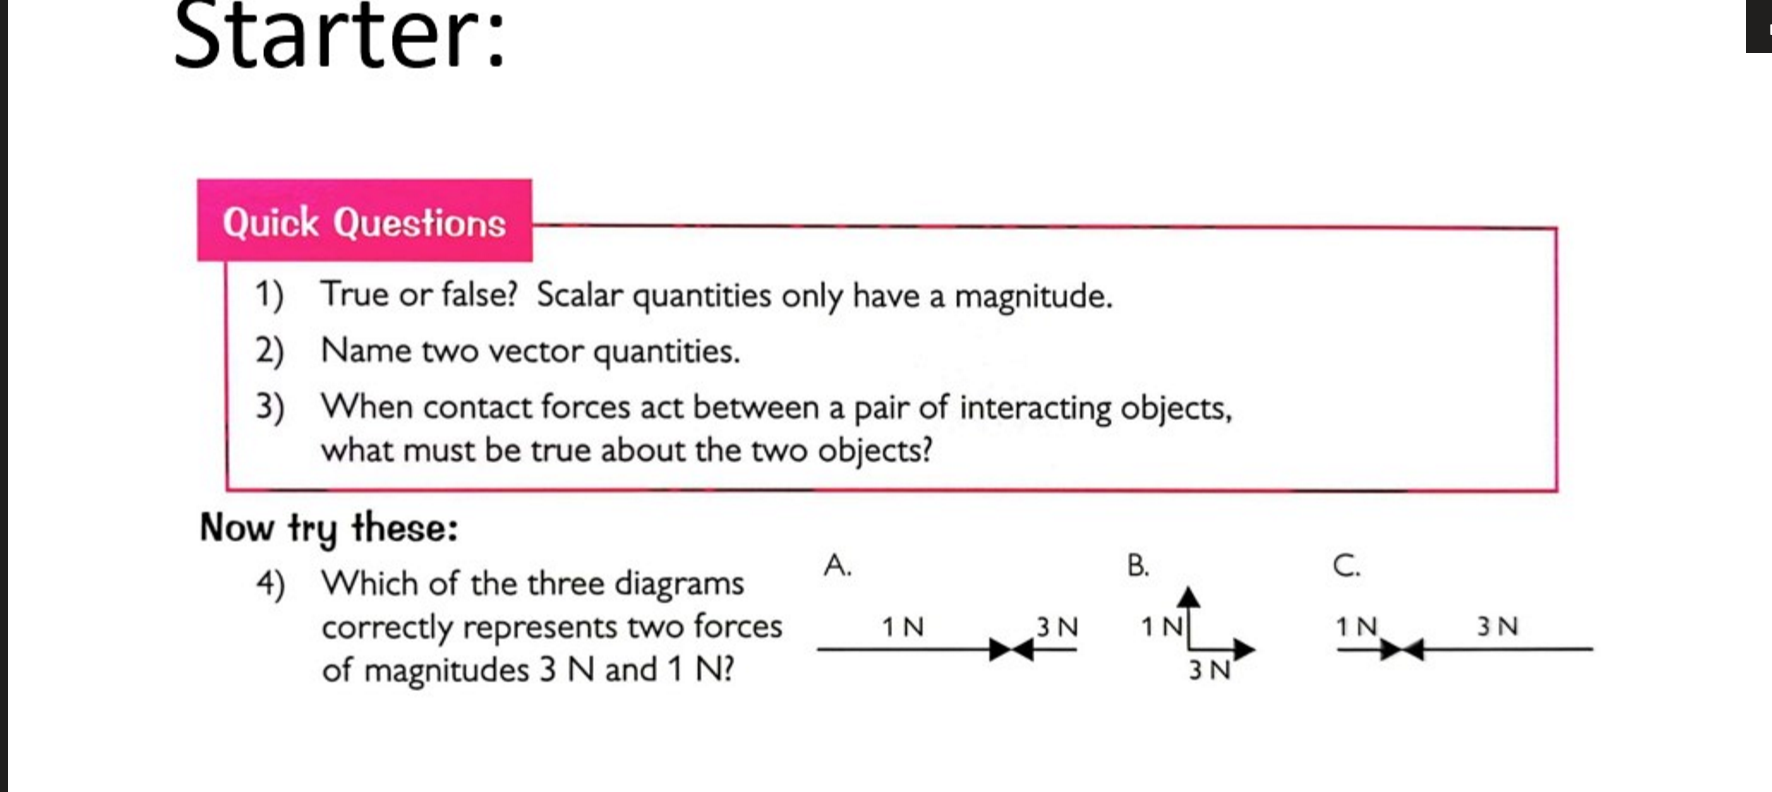 Starter:
Quick Questions
1) True or false? Scalar quantities only have a magnitude.
2) Name two vector quantities.
3) When contact forces act between a pair of interacting objects,
what must be true about the two objects?
Now try these:
4) Which of the three diagrams
correctly represents two forces
of magnitudes 3 N and 1 N?
A.
1 N
3 N
B.
1 N
3 N
C.
1 N
3 N